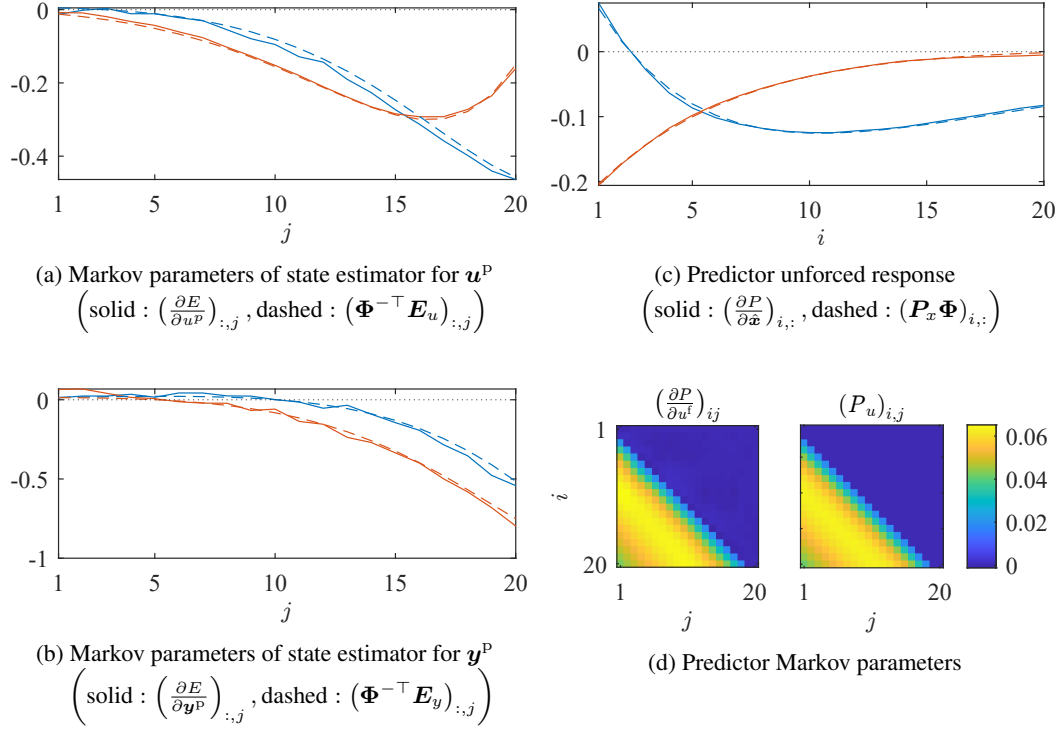 0
-0.2
-0.4
1
5
10
15
20
j
(a) Markov parameters of state estimator for u^p
(solid : (∂E/∂u^p)_{:,j} , dashed : (Φ^{−⊤} E_u)_{:,j})
0
-0.5
-1
1
5
10
15
20
j
(b) Markov parameters of state estimator for y^p
(solid : (∂E/∂y^p)_{:,j} , dashed : (Φ^{−⊤} E_y)_{:,j})
0
-0.1
-0.2
1
5
10
15
20
i
(c) Predictor unforced response
(solid : (∂P/∂x̂)_{i,:} , dashed : (P_x Φ)_{i,:})
(∂P/∂u^f)_{ij}
(P_u)_{i,j}
1
i
20
1
20
j
1
20
j
0.06
0.04
0.02
0
(d) Predictor Markov parameters